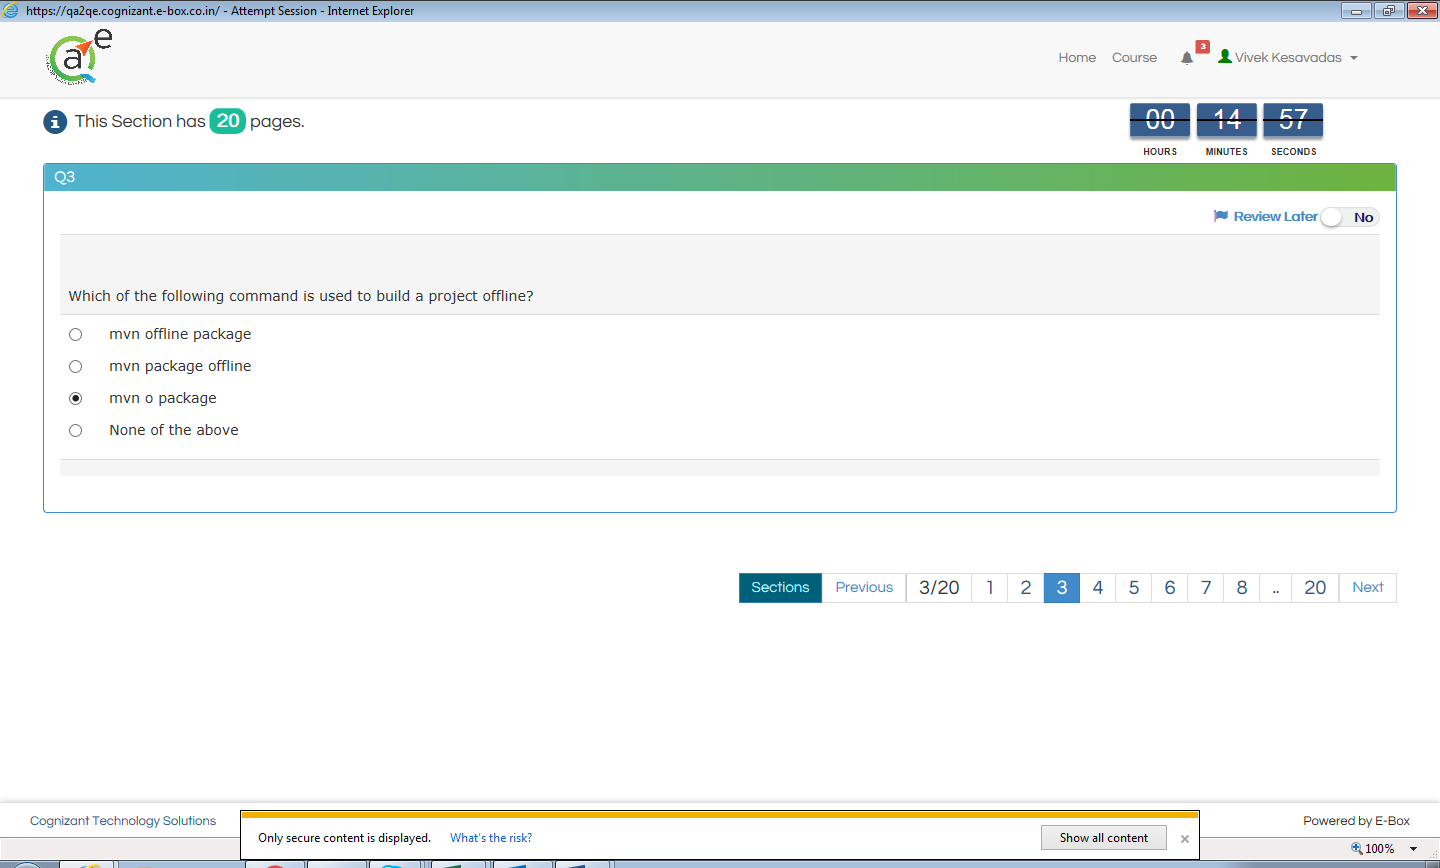 https://qa2qe.cognizant.e-box.co.in/ - Attempt Session - Internet Explorer
a e
Home Course 3 Vivek Kesavadas
This Section has 20 pages.
00 14 57
HOURS MINUTES SECONDS
Q3
Review Later No
Which of the following command is used to build a project offline?
mvn offline package
mvn package offline
mvn o package
None of the above
Sections Previous 3/20 1 2 3 4 5 6 7 8 .. 20 Next
Cognizant Technology Solutions
Powered by E-Box
Only secure content is displayed. What's the risk? Show all content
100%